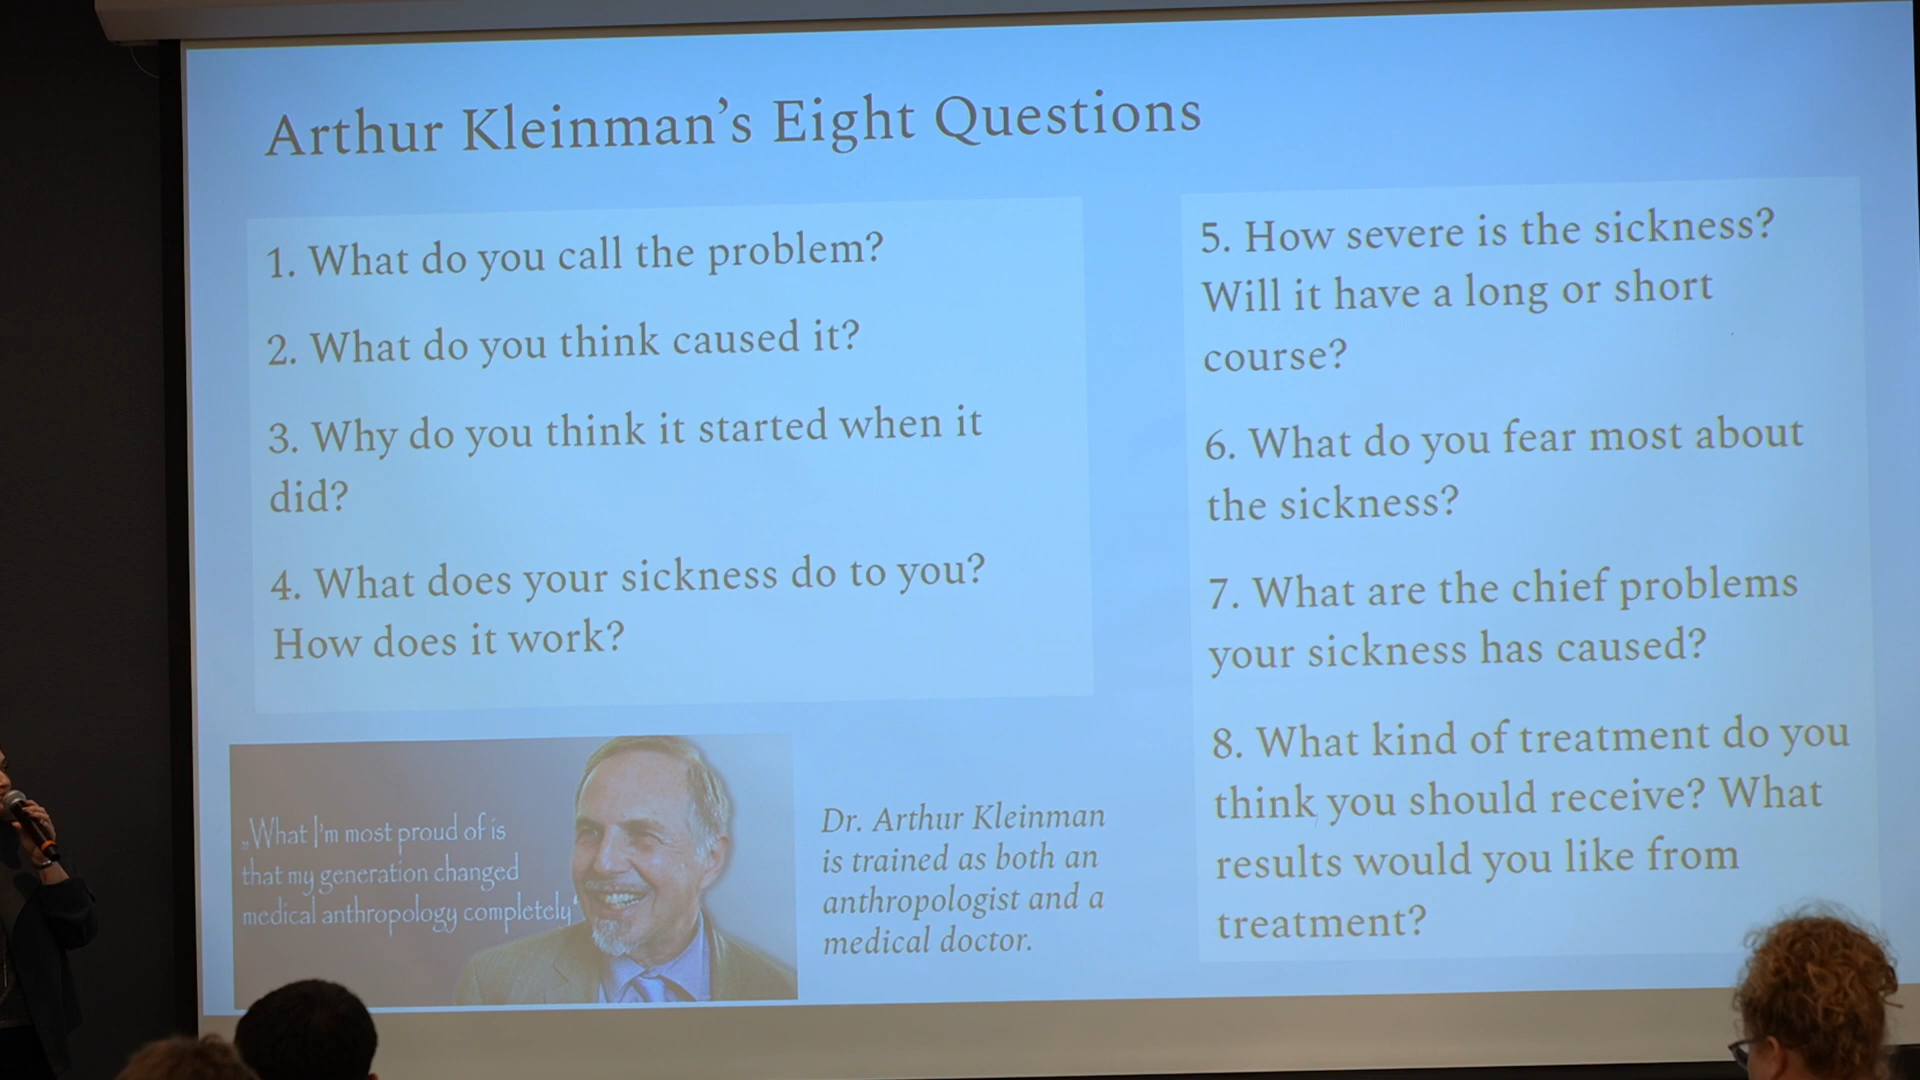 Arthur Kleinman’s Eight Questions
1. What do you call the problem?
2. What do you think caused it?
3. Why do you think it started when it
did?
4. What does your sickness do to you?
How does it work?
5. How severe is the sickness?
Will it have a long or short
course?
6. What do you fear most about
the sickness?
7. What are the chief problems
your sickness has caused?
8. What kind of treatment do you
think you should receive? What
results would you like from
treatment?
„What I'm most proud of is
that my generation changed
medical anthropology completely“
Dr. Arthur Kleinman
is trained as both an
anthropologist and a
medical doctor.